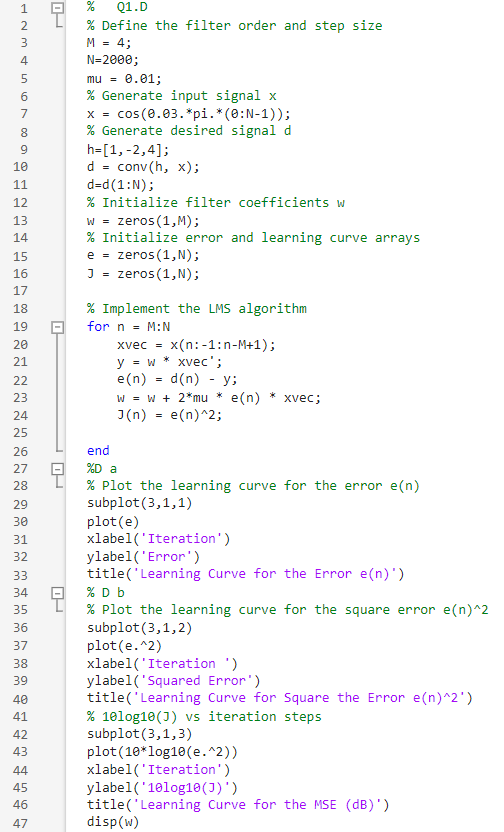 1 %   Q1.D
2 % Define the filter order and step size
3 M = 4;
4 N=2000;
5 mu = 0.01;
6 % Generate input signal x
7 x = cos(0.03.*pi.*(0:N-1));
8 % Generate desired signal d
9 h=[1,-2,4];
10 d = conv(h, x);
11 d=d(1:N);
12 % Initialize filter coefficients w
13 w = zeros(1,M);
14 % Initialize error and learning curve arrays
15 e = zeros(1,N);
16 J = zeros(1,N);
17
18 % Implement the LMS algorithm
19 for n = M:N
20     xvec = x(n:-1:n-M+1);
21     y = w * xvec';
22     e(n) = d(n) - y;
23     w = w + 2*mu * e(n) * xvec;
24     J(n) = e(n)^2;
25
26 end
27 %D a
28 % Plot the learning curve for the error e(n)
29 subplot(3,1,1)
30 plot(e)
31 xlabel('Iteration')
32 ylabel('Error')
33 title('Learning Curve for the Error e(n)')
34 % D b
35 % Plot the learning curve for the square error e(n)^2
36 subplot(3,1,2)
37 plot(e.^2)
38 xlabel('Iteration ')
39 ylabel('Squared Error')
40 title('Learning Curve for Square the Error e(n)^2')
41 % 10log10(J) vs iteration steps
42 subplot(3,1,3)
43 plot(10*log10(e.^2))
44 xlabel('Iteration')
45 ylabel('10log10(J)')
46 title('Learning Curve for the MSE (dB)')
47 disp(w)